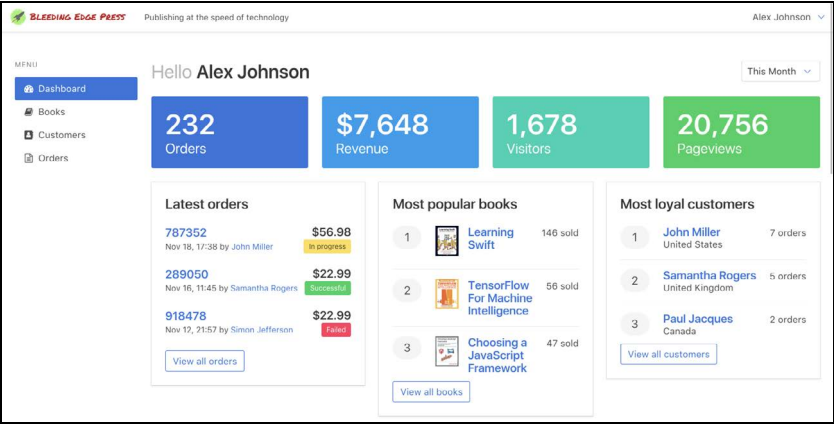 BLEEDING EDGE PRESS Publishing at the speed of technology Alex Johnson
MENU
Dashboard
Books
Customers
Orders
Hello Alex Johnson
This Month
232
Orders
$7,648
Revenue
1,678
Visitors
20,756
Pageviews
Latest orders
787352 $56.98
Nov 18, 17:38 by John Miller In progress
289050 $22.99
Nov 16, 11:45 by Samantha Rogers Successful
918478 $22.99
Nov 12, 21:57 by Simon Jefferson Failed
View all orders
Most popular books
1 Learning 146 sold
Swift
2 TensorFlow 56 sold
For Machine
Intelligence
3 Choosing a 47 sold
JavaScript
Framework
View all books
Most loyal customers
1 John Miller 7 orders
United States
2 Samantha Rogers 5 orders
United Kingdom
3 Paul Jacques 2 orders
Canada
View all customers